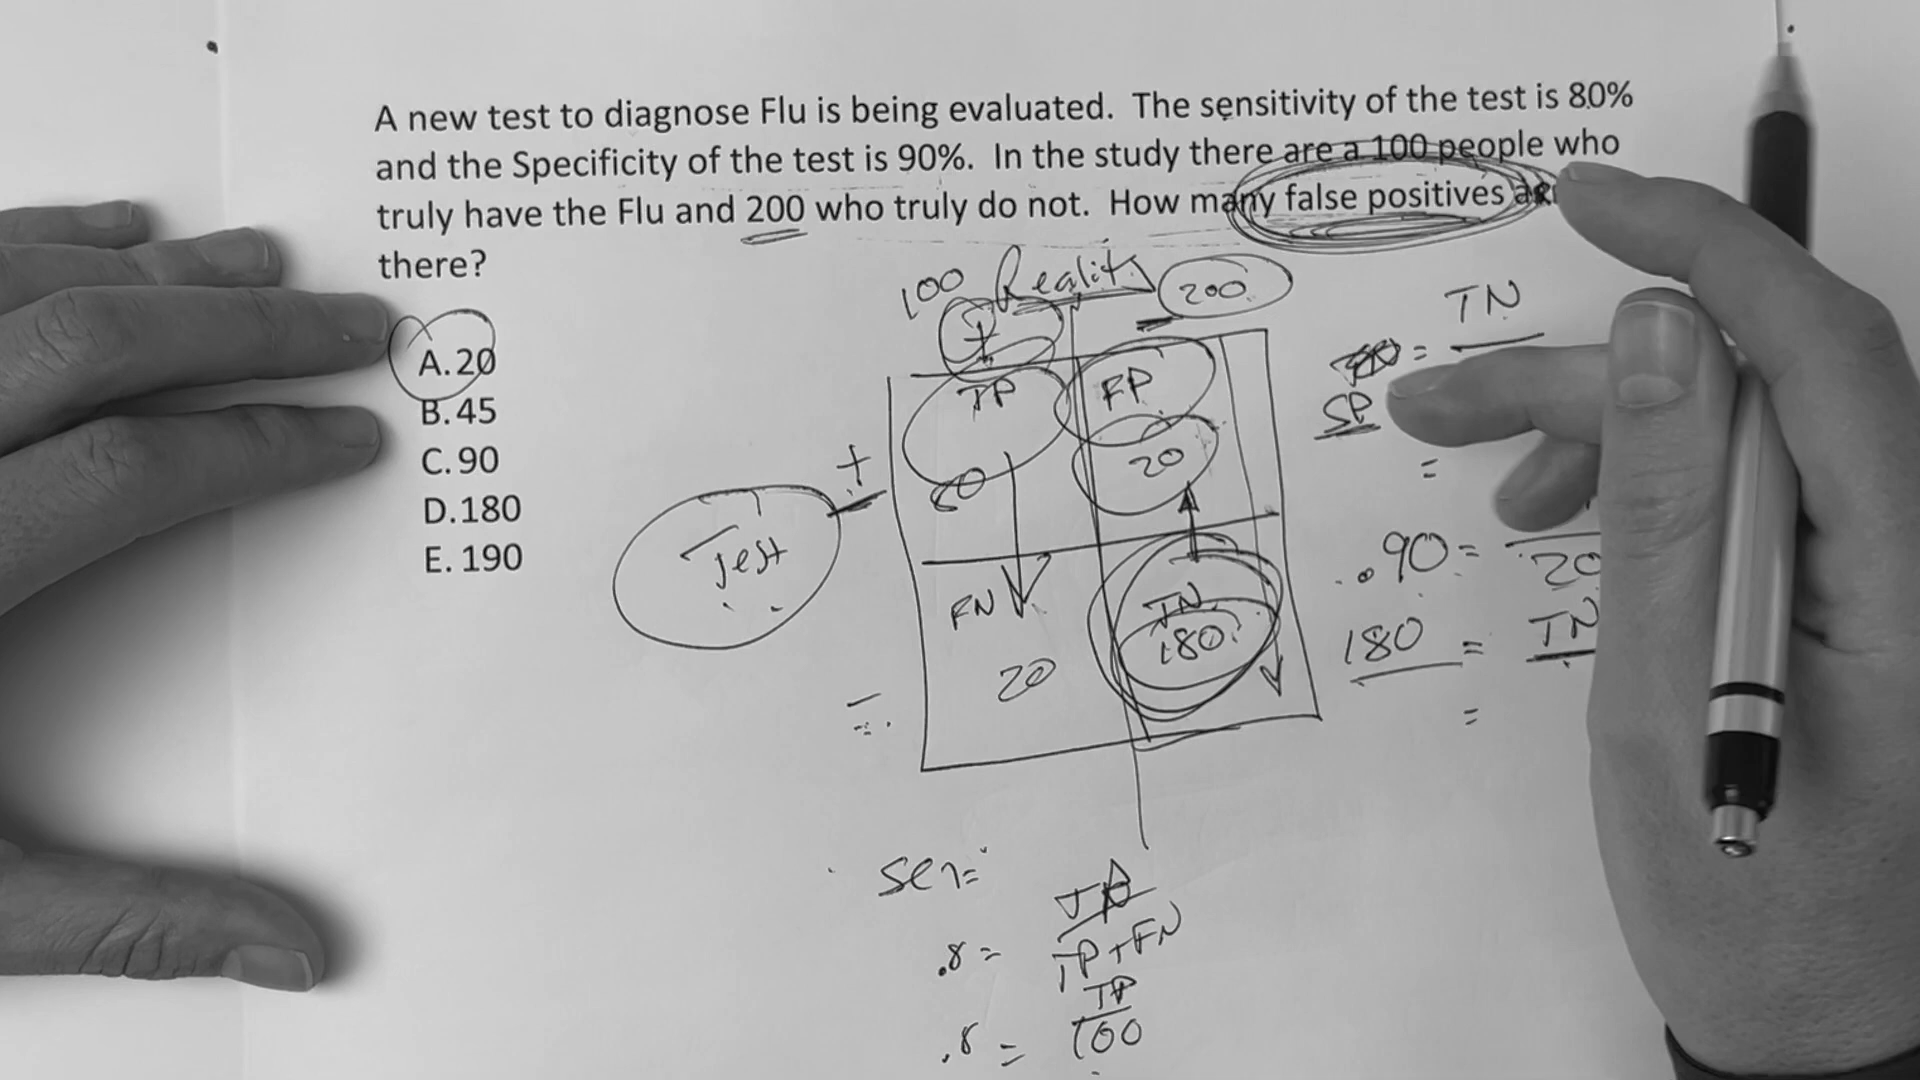 A new test to diagnose Flu is being evaluated. The sensitivity of the test is 80%
and the Specificity of the test is 90%. In the study there are a 100 people who
truly have the Flu and 200 who truly do not. How many false positives
there?
A. 20
B. 45
C. 90
D. 180
E. 190
100 Reality 200
+ -
TP FP
80 20
FN TN
20 180
Test
+
-
TN
=
SP
=
.90 = 20
180 = TN
=
sen=
TP
.8 = TP+FN
TP
.8 = 100